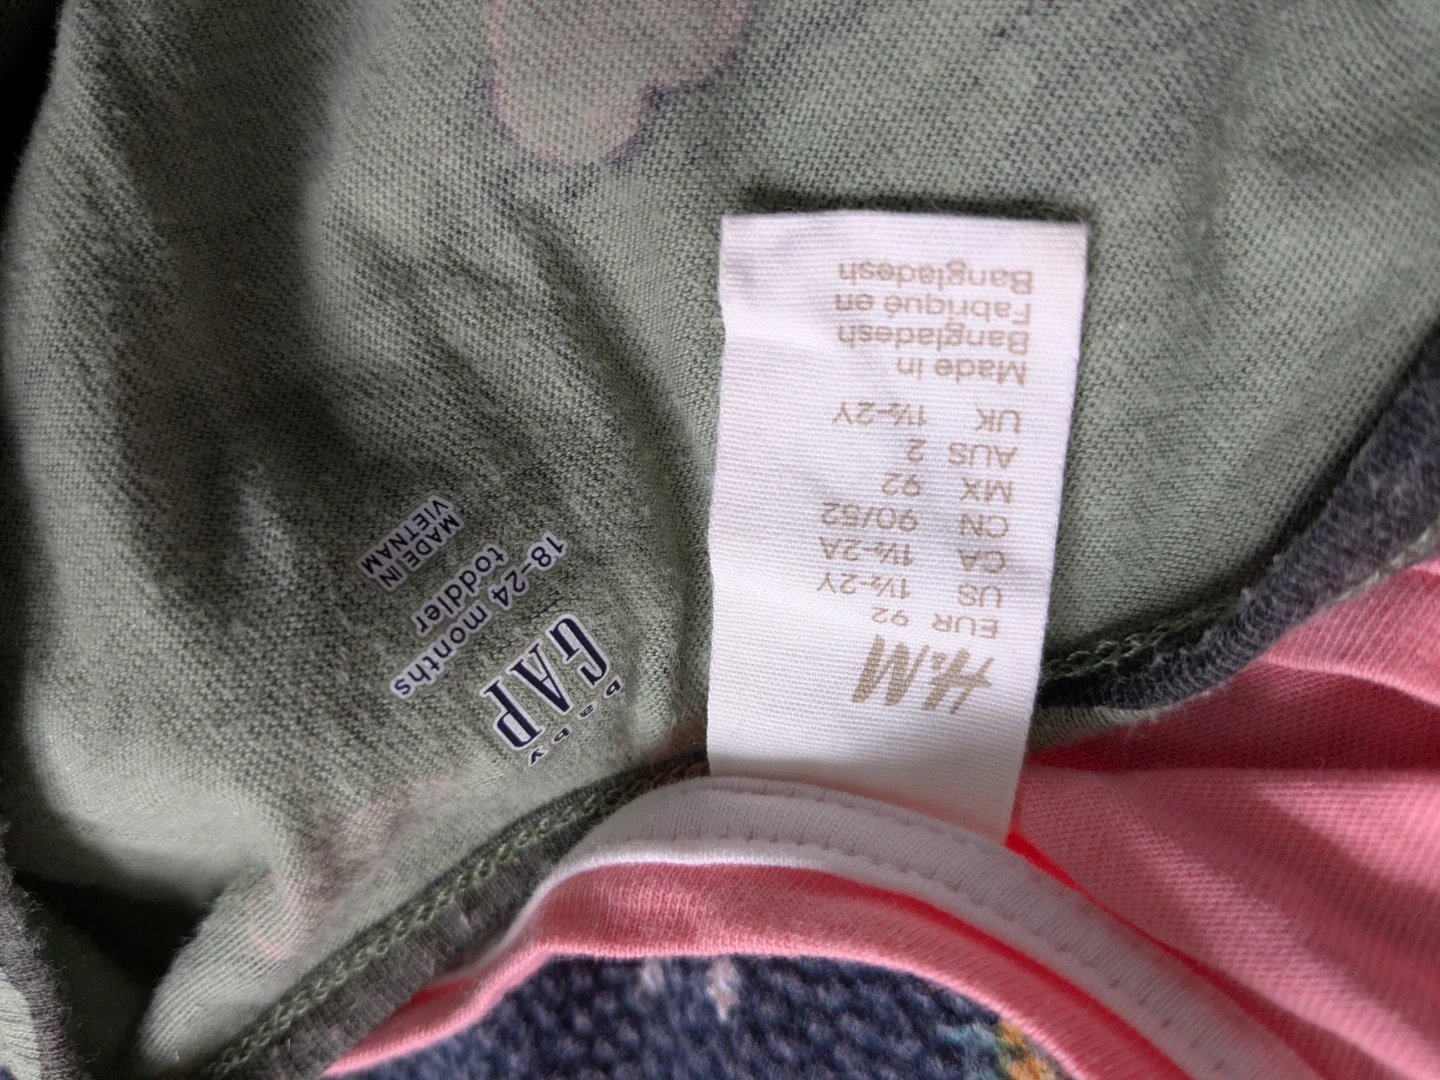 H&M
EUR 92
US 1½-2Y
CA 1½-2A
CN 90/52
MX 92
AUS 2
UK 1½-2Y
Made in
Bangladesh
Fabriqué en
Bangladesh
baby
GAP
18-24 months
toddler
MADE IN
VIETNAM